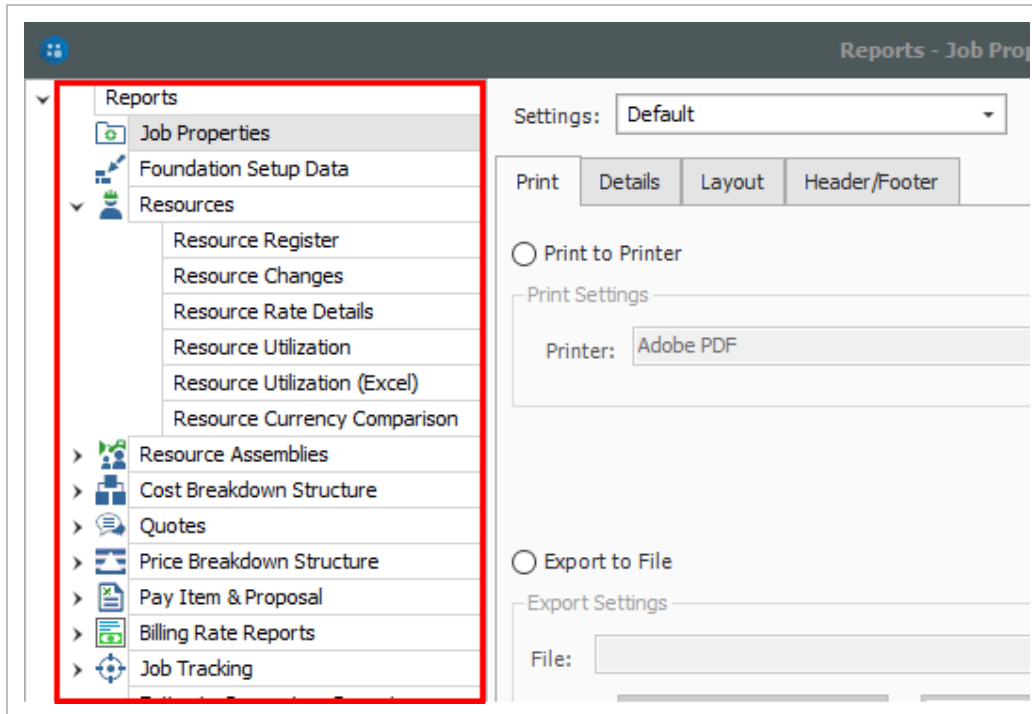 Reports - Job Prop
Reports
Job Properties
Foundation Setup Data
Resources
Resource Register
Resource Changes
Resource Rate Details
Resource Utilization
Resource Utilization (Excel)
Resource Currency Comparison
Resource Assemblies
Cost Breakdown Structure
Quotes
Price Breakdown Structure
Pay Item & Proposal
Billing Rate Reports
Job Tracking
Settings: Default
Print Details Layout Header/Footer
Print to Printer
Print Settings
Printer: Adobe PDF
Export to File
Export Settings
File: